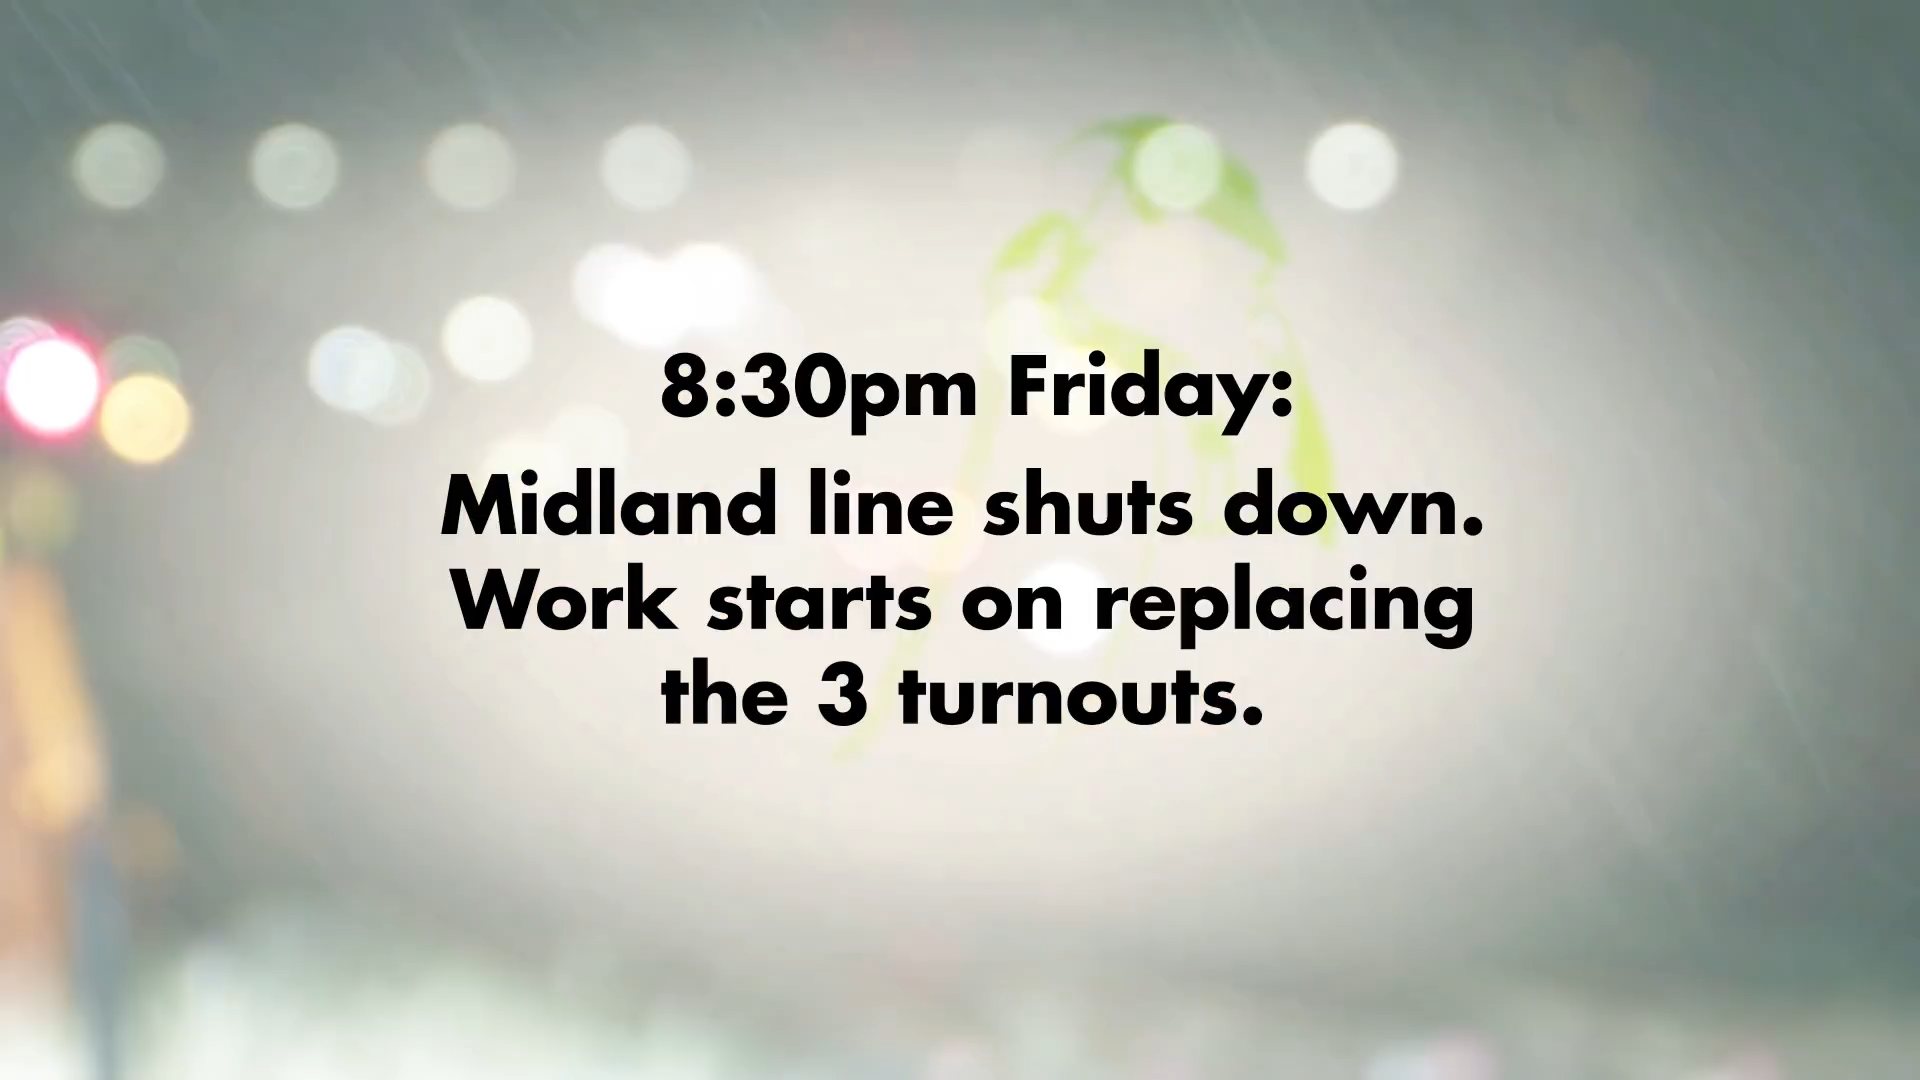 8:30pm Friday:
Midland line shuts down.
Work starts on replacing
the 3 turnouts.